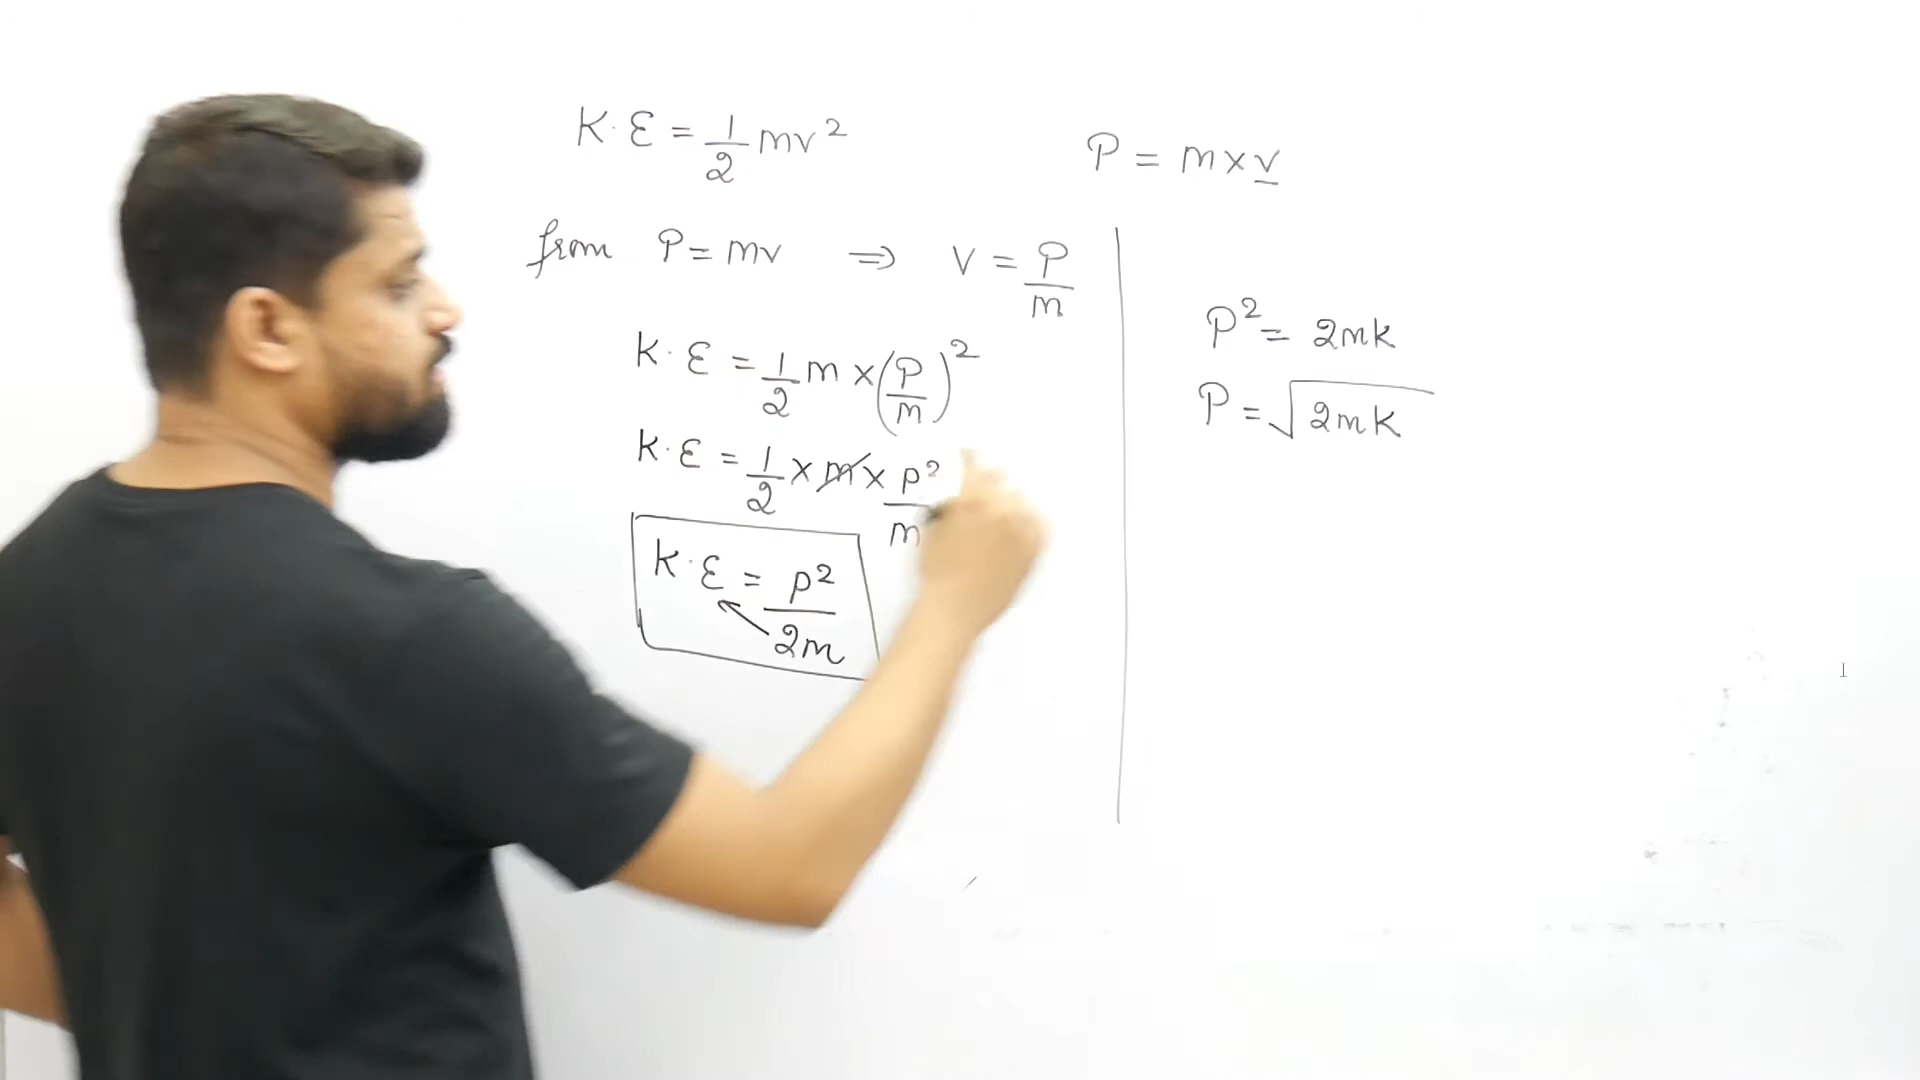 K.E = 1/2 mv²
P = m x v
from P = mv ⇒ v = P/m
K.E = 1/2 m x (P/m)²
K.E = 1/2 x m x P²/m
K.E = P²/2m
P² = 2mk
P = √2mk